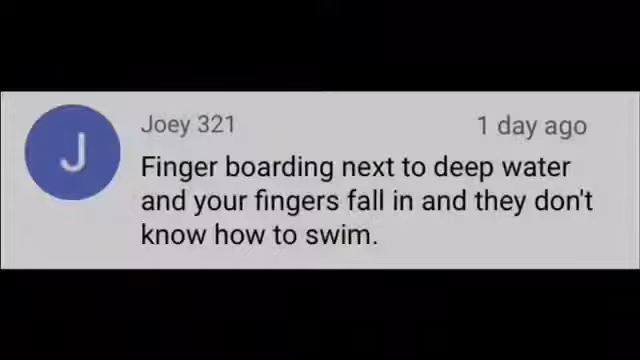 J
Joey 321
1 day ago
Finger boarding next to deep water
and your fingers fall in and they don't
know how to swim.